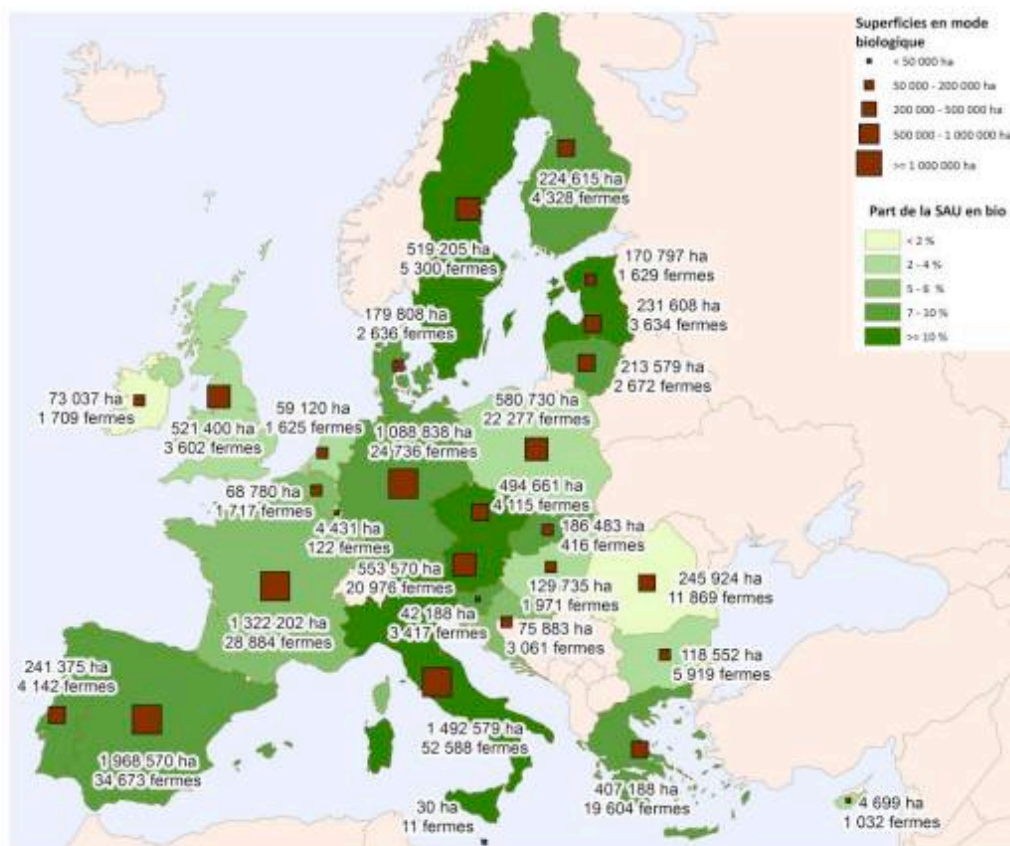 Superficies en mode
biologique
< 50 000 ha
50 000 - 200 000 ha
200 000 - 500 000 ha
500 000 - 1 000 000 ha
>= 1 000 000 ha
Part de la SAU en bio
< 2 %
2 - 4 %
5 - 6 %
7 - 10 %
>= 10 %
224 615 ha
4 328 fermes
519 205 ha
5 300 fermes
170 797 ha
1 629 fermes
231 608 ha
3 634 fermes
179 808 ha
2 636 fermes
213 579 ha
2 672 fermes
73 037 ha
1 709 fermes
521 400 ha
3 602 fermes
59 120 ha
1 625 fermes
580 730 ha
22 277 fermes
1 088 838 ha
24 736 fermes
494 661 ha
4 115 fermes
68 780 ha
1 717 fermes
4 431 ha
122 fermes
186 483 ha
416 fermes
553 570 ha
20 976 fermes
129 735 ha
1 971 fermes
245 924 ha
11 869 fermes
42 188 ha
3 417 fermes
75 883 ha
3 061 fermes
1 322 202 ha
28 884 fermes
118 552 ha
5 919 fermes
241 375 ha
4 142 fermes
1 968 570 ha
34 673 fermes
1 492 579 ha
52 588 fermes
407 188 ha
19 604 fermes
30 ha
11 fermes
4 699 ha
1 032 fermes